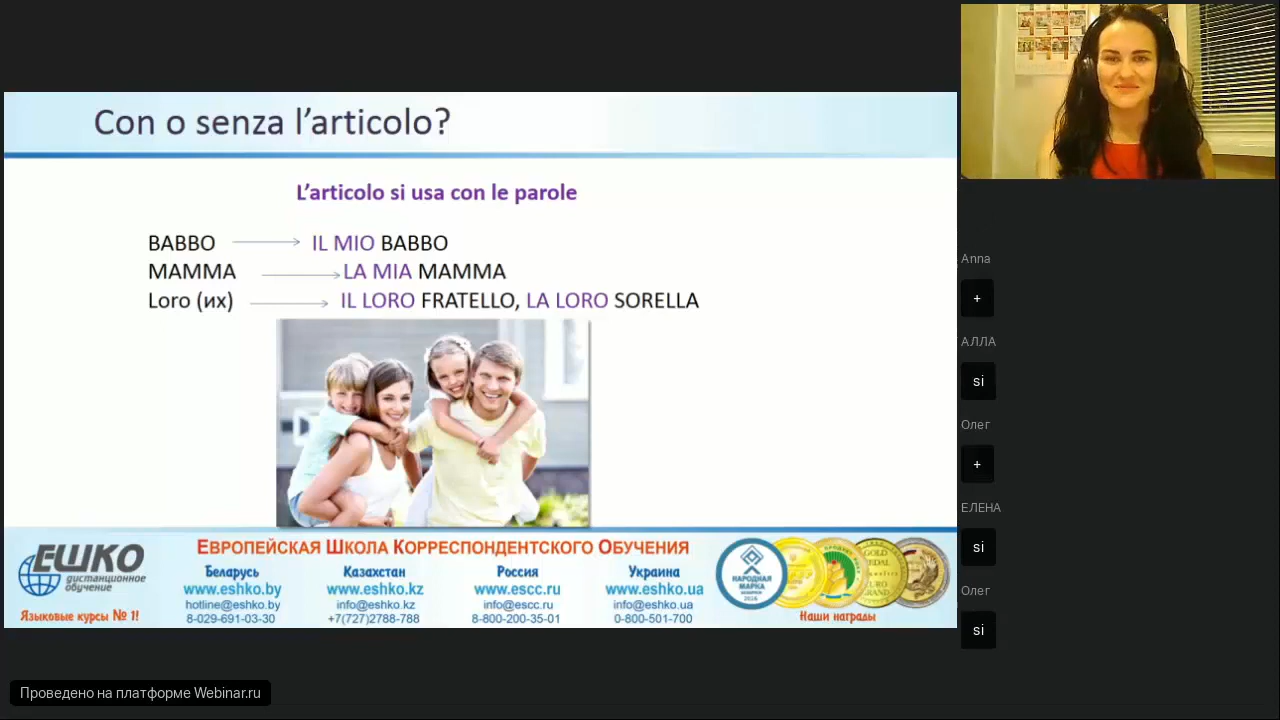 Con o senza l’articolo?
L’articolo si usa con le parole
BABBO IL MIO BABBO
MAMMA LA MIA MAMMA
Loro (их) IL LORO FRATELLO, LA LORO SORELLA
ЕШКО
дистанционное
обучение
Языковые курсы № 1!
Европейская Школа Корреспондентского Обучения
Беларусь
www.eshko.by
hotline@eshko.by
8-029-691-03-30
Казахстан
www.eshko.kz
info@eshko.kz
+7(727)2788-788
Россия
www.escc.ru
info@escc.ru
8-800-200-35-01
Украина
www.eshko.ua
info@eshko.ua
0-800-501-700
НАРОДНАЯ
МАРКА
GOLD
MEDAL
Наши награды
Anna
+
АЛЛА
si
Олег
+
ЕЛЕНА
si
Олег
si
Проведено на платформе Webinar.ru